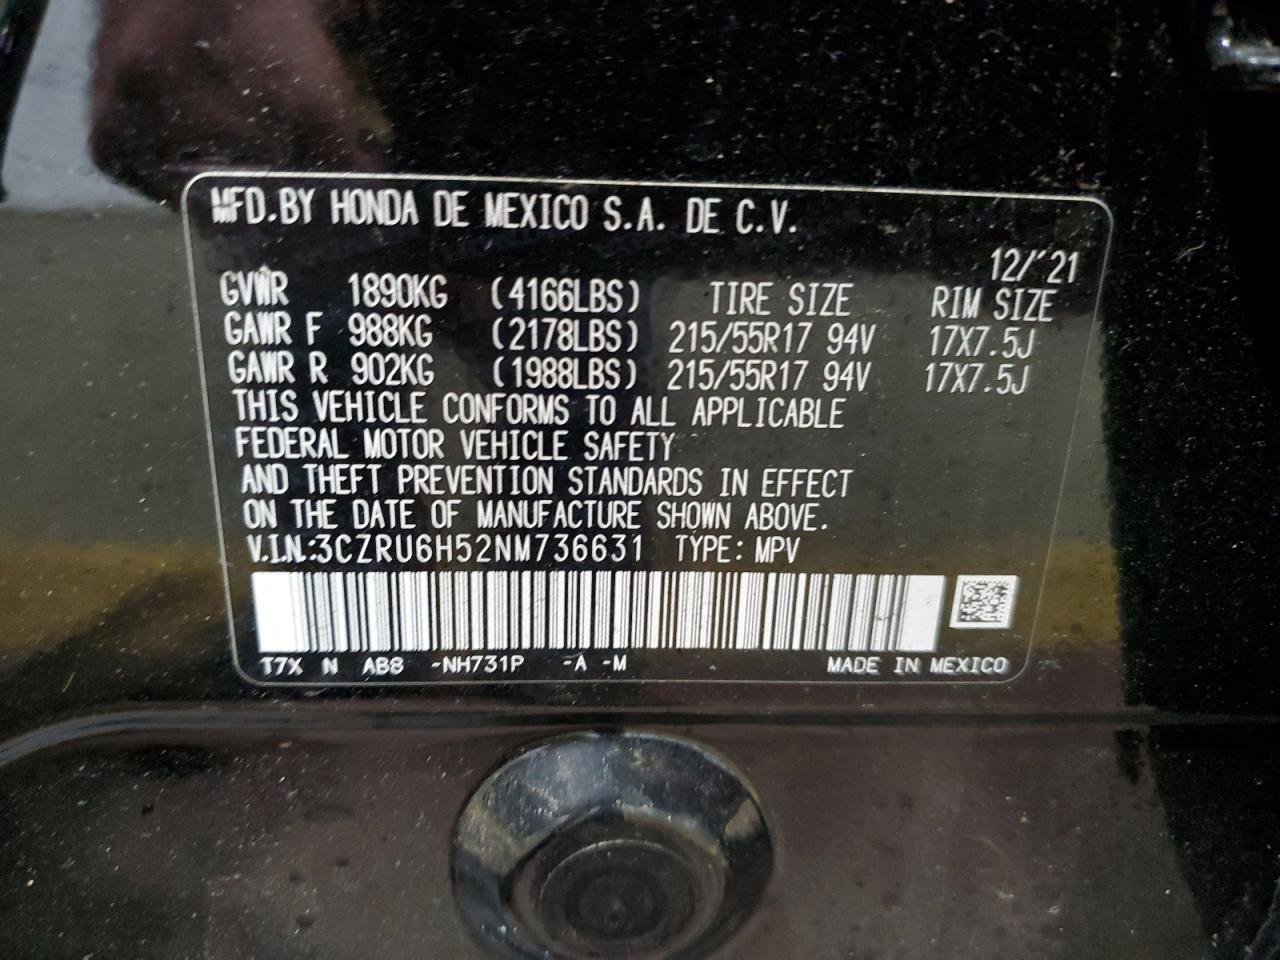 MFD.BY HONDA DE MEXICO S.A. DE C.V.
12/'21
GVWR 1890KG (4166LBS) TIRE SIZE RIM SIZE
GAWR F 988KG (2178LBS) 215/55R17 94V 17X7.5J
GAWR R 902KG (1988LBS) 215/55R17 94V 17X7.5J
THIS VEHICLE CONFORMS TO ALL APPLICABLE
FEDERAL MOTOR VEHICLE SAFETY
AND THEFT PREVENTION STANDARDS IN EFFECT
ON THE DATE OF MANUFACTURE SHOWN ABOVE.
V.I.N.:3CZRU6H52NM736631 TYPE: MPV
T7X N AB8 -NH731P -A -M MADE IN MEXICO